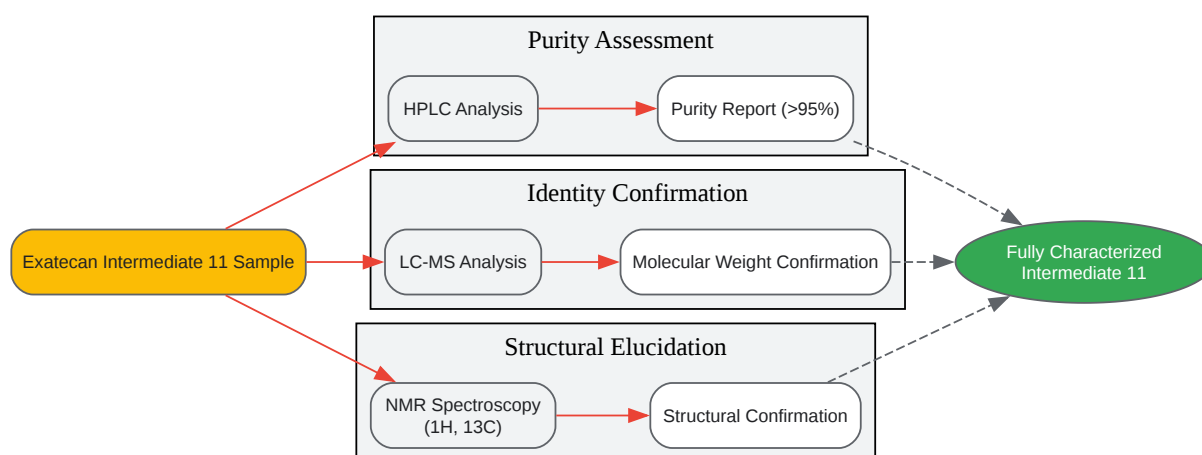 Purity Assessment
HPLC Analysis
Purity Report (>95%)
Identity Confirmation
Exatecan Intermediate 11 Sample
LC-MS Analysis
Molecular Weight Confirmation
Fully Characterized
Intermediate 11
Structural Elucidation
NMR Spectroscopy
(1H, 13C)
Structural Confirmation